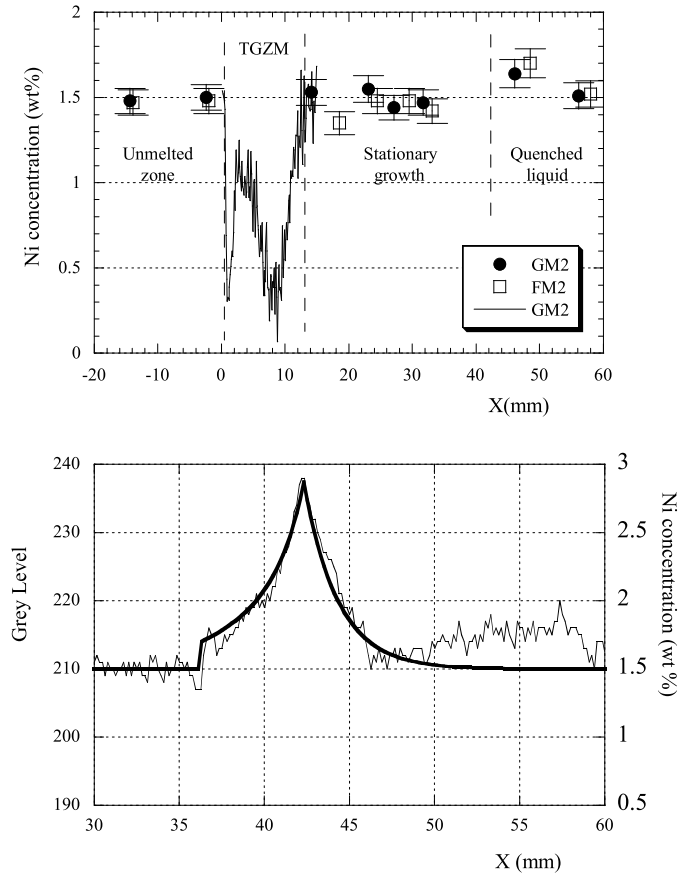 Ni concentration (wt%)
2
1.5
1
0.5
0
TGZM
Unmelted
zone
Stationary
growth
Quenched
liquid
GM2
FM2
GM2
-20 -10 0 10 20 30 40 50 60
X(mm)
Grey Level
240
230
220
210
200
190
3
2.5
2
1.5
1
0.5
Ni concentration (wt %)
30 35 40 45 50 55 60
X (mm)